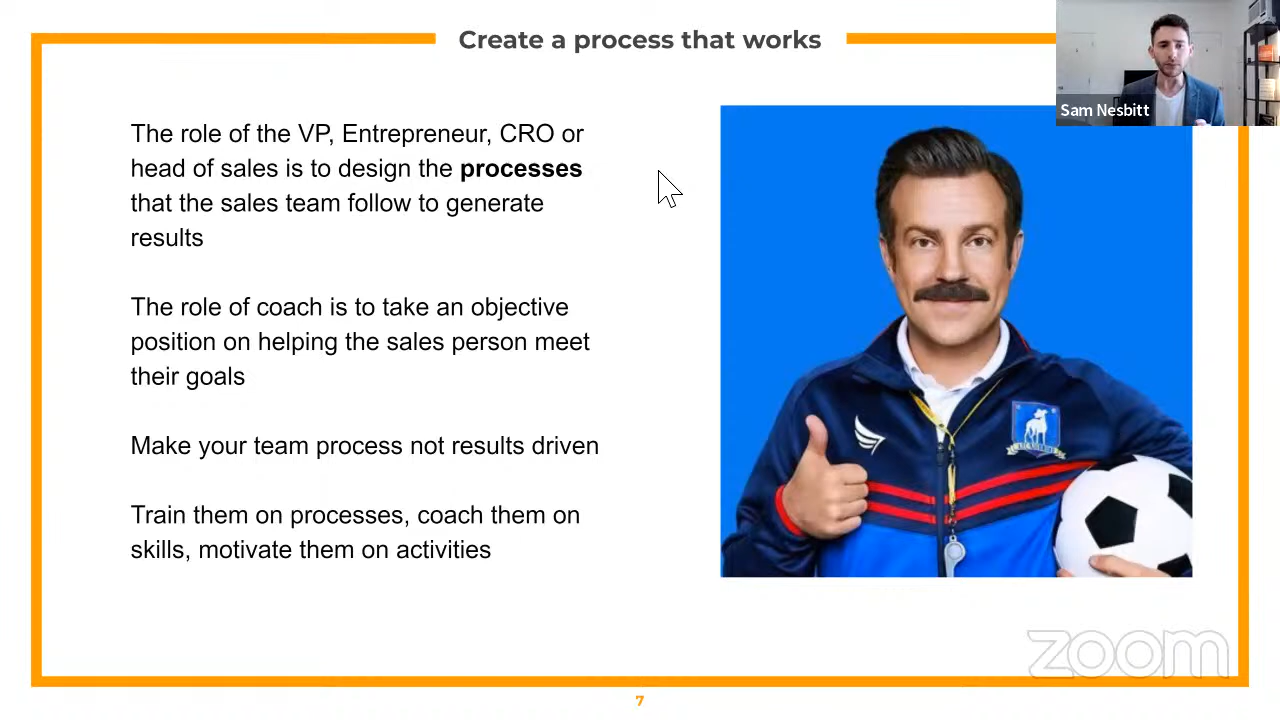 Create a process that works
Sam Nesbitt
The role of the VP, Entrepreneur, CRO or
head of sales is to design the processes
that the sales team follow to generate
results
The role of coach is to take an objective
position on helping the sales person meet
their goals
Make your team process not results driven
Train them on processes, coach them on
skills, motivate them on activities
zoom
7